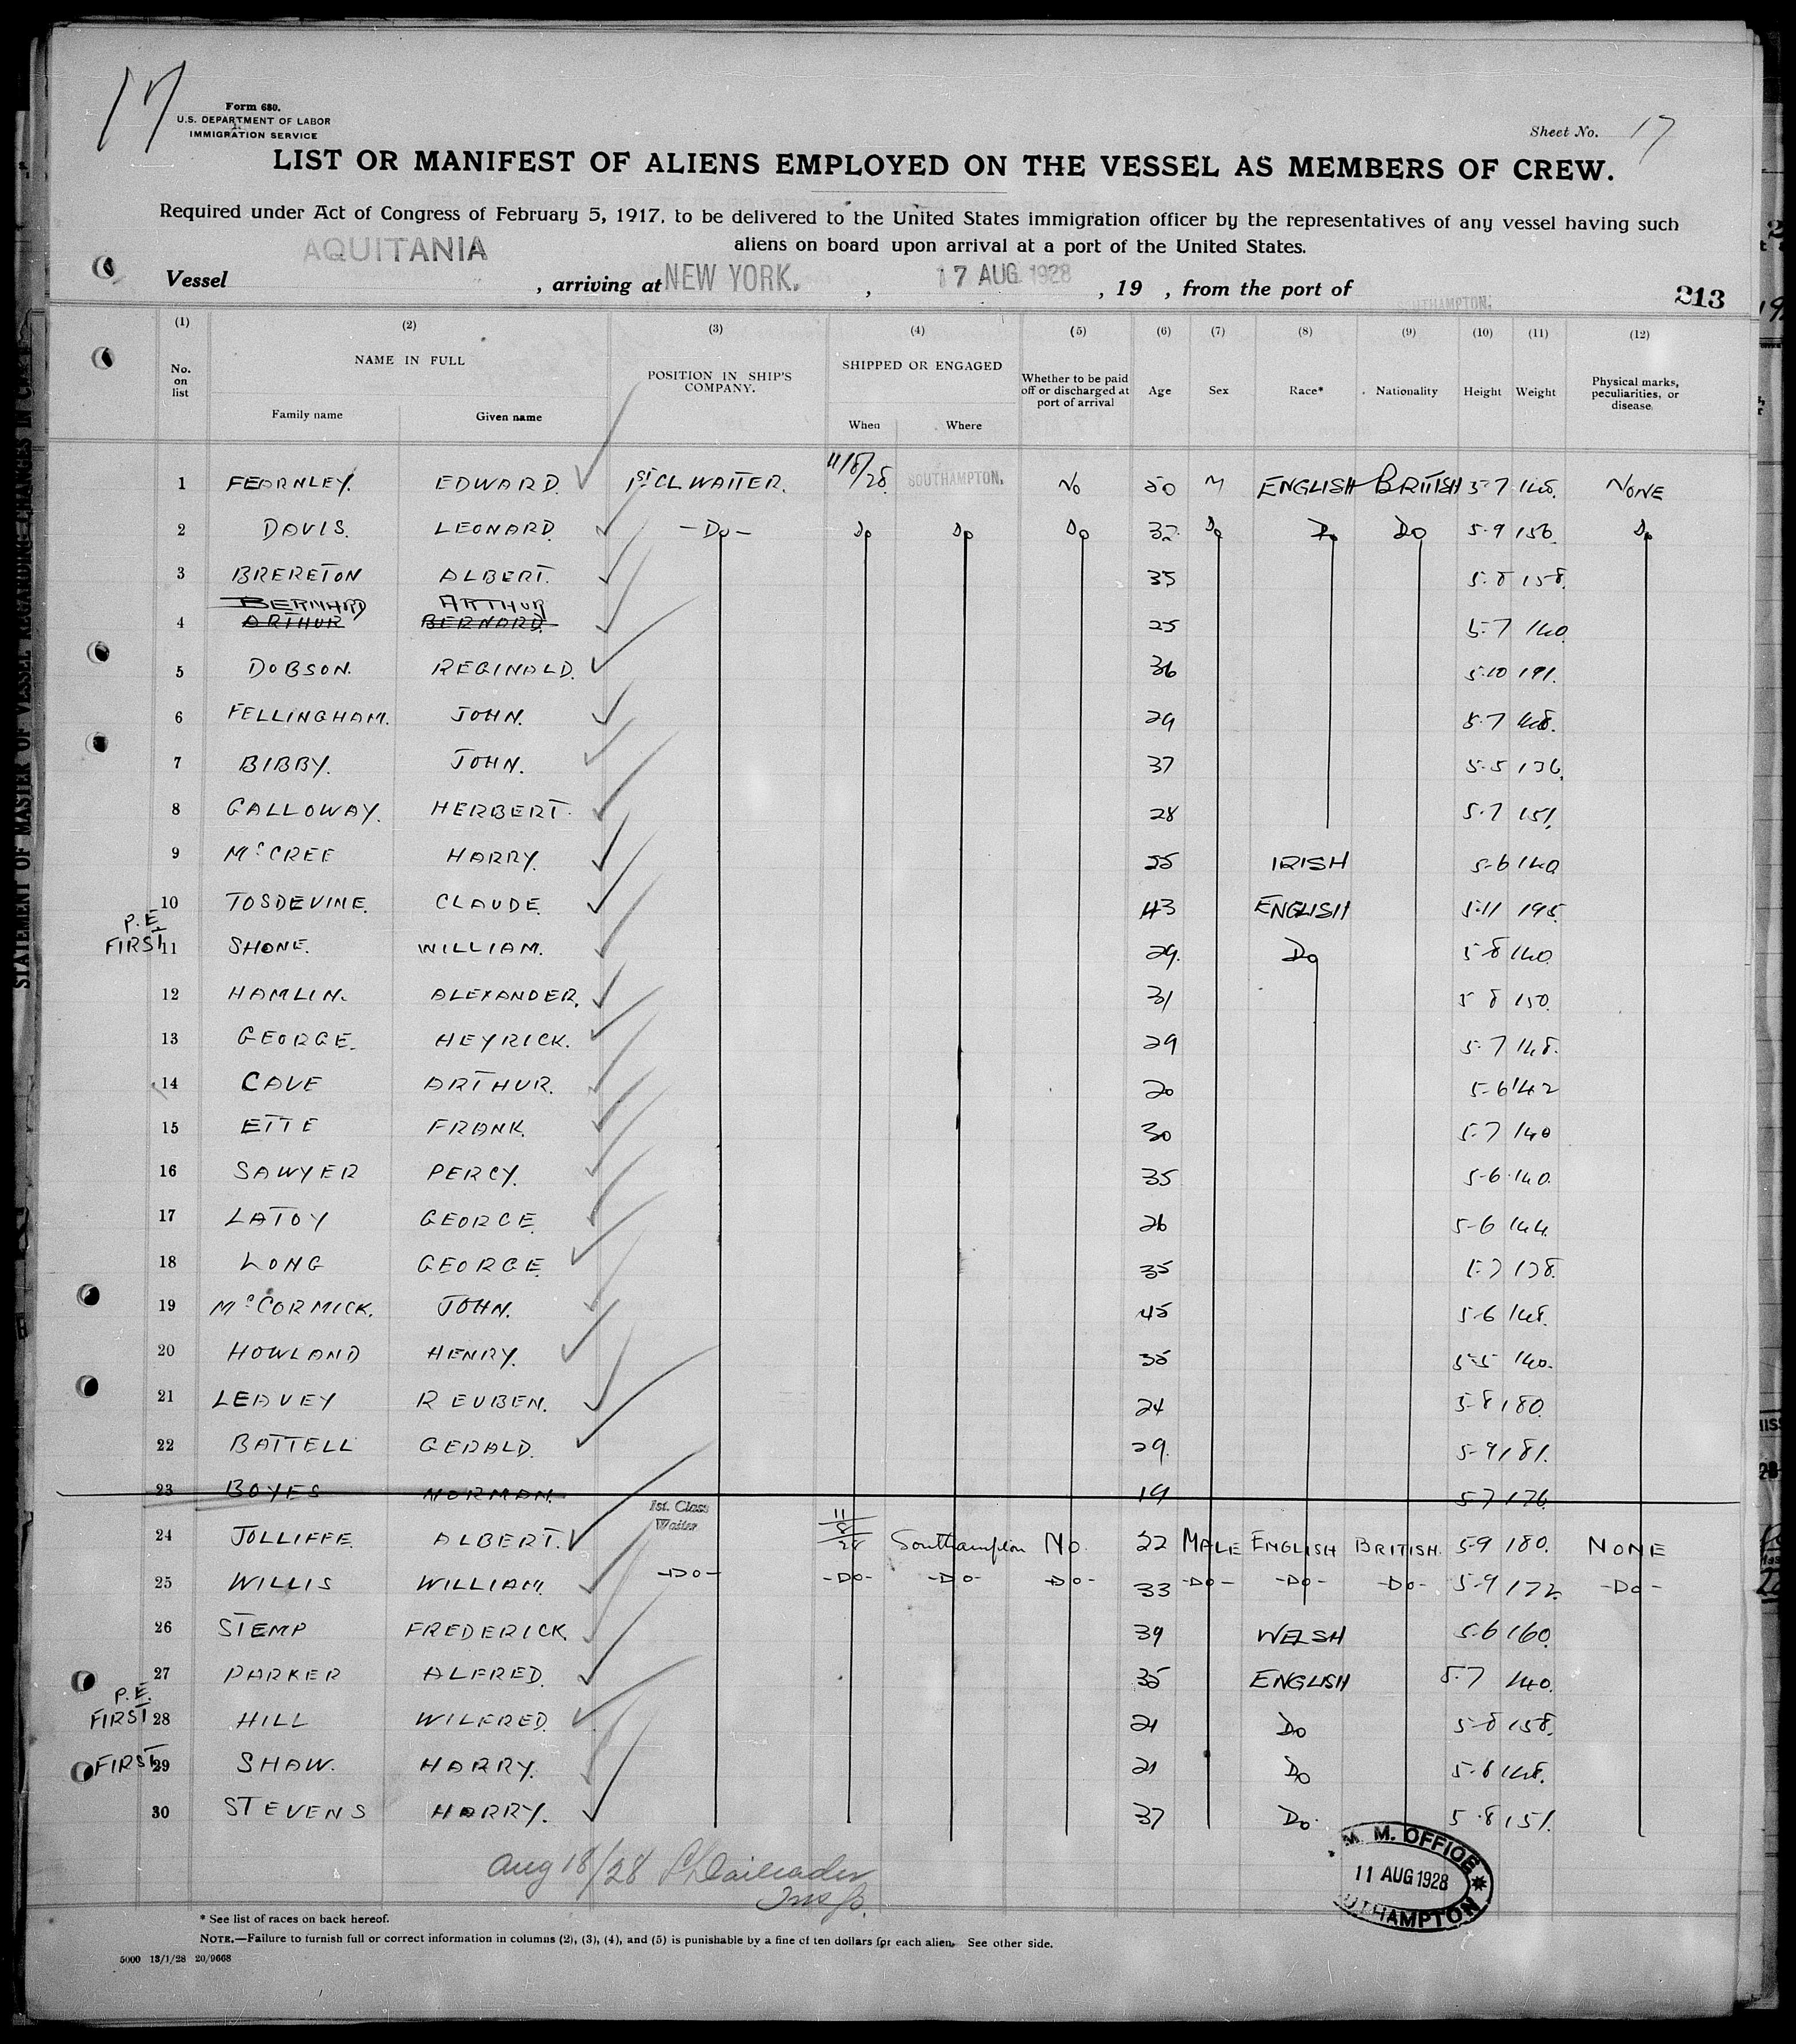 17
Form 680.
U.S. DEPARTMENT OF LABOR
IMMIGRATION SERVICE
Sheet No. 17
LIST OR MANIFEST OF ALIENS EMPLOYED ON THE VESSEL AS MEMBERS OF CREW.
Required under Act of Congress of February 5, 1917, to be delivered to the United States immigration officer by the representatives of any vessel having such
aliens on board upon arrival at a port of the United States.
Vessel AQUITANIA, arriving at NEW YORK., 17 AUG 1928, 19 , from the port of SOUTHAMPTON.
213
(1) (2) (3) (4) (5) (6) (7) (8) (9) (10) (11) (12)
No. on list NAME IN FULL Family name Given name POSITION IN SHIP'S COMPANY. SHIPPED OR ENGAGED When Where Whether to be paid off or discharged at port of arrival Age Sex Race* Nationality Height Weight Physical marks, peculiarities, or disease
1 FEARNLEY. EDWARD. 1ST CL. WAITER. 11/8/28. SOUTHAMPTON. No 50 M ENGLISH BRITISH 5-7 148. NONE
2 DAVIS. LEONARD. -Do- Do Do Do 32. Do Do Do 5-9 156. Do
3 BRERETON ALBERT. 35 5-8 158.
BERNARD ARTHUR
4 ARTHUR BERNARD. 25 5-7 140.
5 DOBSON. REGINALD. 36 5-10 191.
6 FELLINGHAM. JOHN. 29 5-7 148.
7 BIBBY. JOHN. 37 5-5 136.
8 GALLOWAY. HERBERT. 28 5-7 151.
9 McCREE HARRY. 55 IRISH 5-6 140
10 TOSDEVINE. CLAUDE. 43 ENGLISH 5-11 195.
P.E. FIRST 11 SHONE. WILLIAM. 29. Do 5-8 140.
12 HAMLIN. ALEXANDER. 31 5 8 150.
13 GEORGE. HEYRICK. 29 5-7 148.
14 CAVE ARTHUR. 20 5-6 142
15 ETTE FRANK. 30 5-7 140
16 SAWYER PERCY. 35 5-6 140.
17 LATOY GEORGE. 26 5-6 144.
18 LONG GEORGE. 35 5-7 138.
19 McCORMICK. JOHN. 45 5-6 148.
20 HOWLAND HENRY. 35 5-5 140.
21 LEAVEY REUBEN. 24 5-8 180.
22 BATTELL GERALD. 29. 5-9 181.
23 BOYES NORMAN. 19 5-7 136
24 JOLLIFFE. ALBERT. 1st. Class Waiter 11/8/28 Southampton No. 22 MALE ENGLISH BRITISH. 5-9 180. NONE
25 WILLIS WILLIAM. -DO- -DO- -DO- -DO- 33 -DO- -DO- -DO- 5-9 172. -DO-
26 STEMP FREDERICK. 39 WELSH 5-6 160.
27 PARKER ALFRED. 35 ENGLISH 5-7 140.
P.E. FIRST 28 HILL WILFRED. 21 Do 5-8 158.
FIRST 29 SHAW. HARRY. 21 Do 5-8 148.
30 STEVENS HARRY. 37 Do. 5-8 151.
Aug 18/28
M. M. OFFICE
11 AUG 1928
SOUTHAMPTON
* See list of races on back hereof.
NOTE.—Failure to furnish full or correct information in columns (2), (3), (4), and (5) is punishable by a fine of ten dollars for each alien. See other side.
5000 13/1/28 20/9668
STATEMENT OF MASTER OF VESSEL REGARDING CHANGES IN CREW